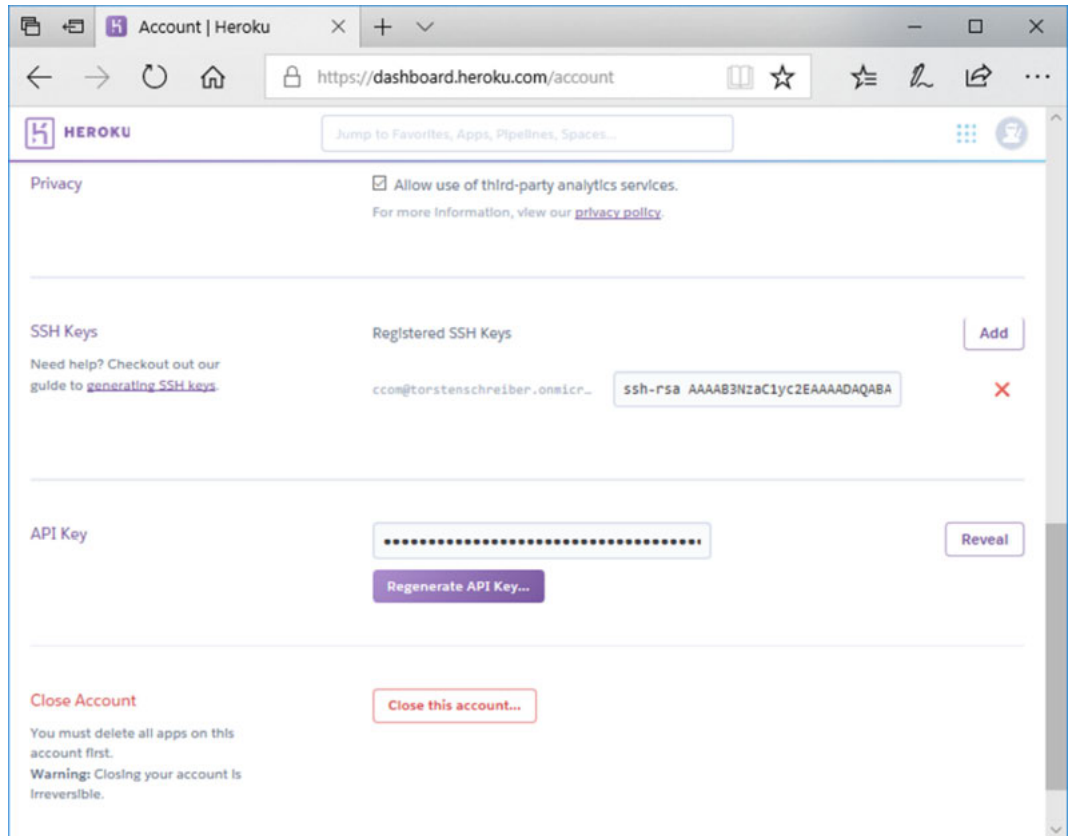 Account | Heroku
https://dashboard.heroku.com/account
HEROKU
Jump to Favorites, Apps, Pipelines, Spaces...
Privacy
Allow use of third-party analytics services.
For more information, view our privacy policy.
SSH Keys
Registered SSH Keys
Add
Need help? Checkout out our
guide to generating SSH keys.
ccom@torstenschreiber.onmicr…
ssh-rsa AAAAB3NzaC1yc2EAAAADAQABA
API Key
••••••••••••••••••••••••••••••••••••
Reveal
Regenerate API Key...
Close Account
Close this account...
You must delete all apps on this
account first.
Warning: Closing your account is
irreversible.